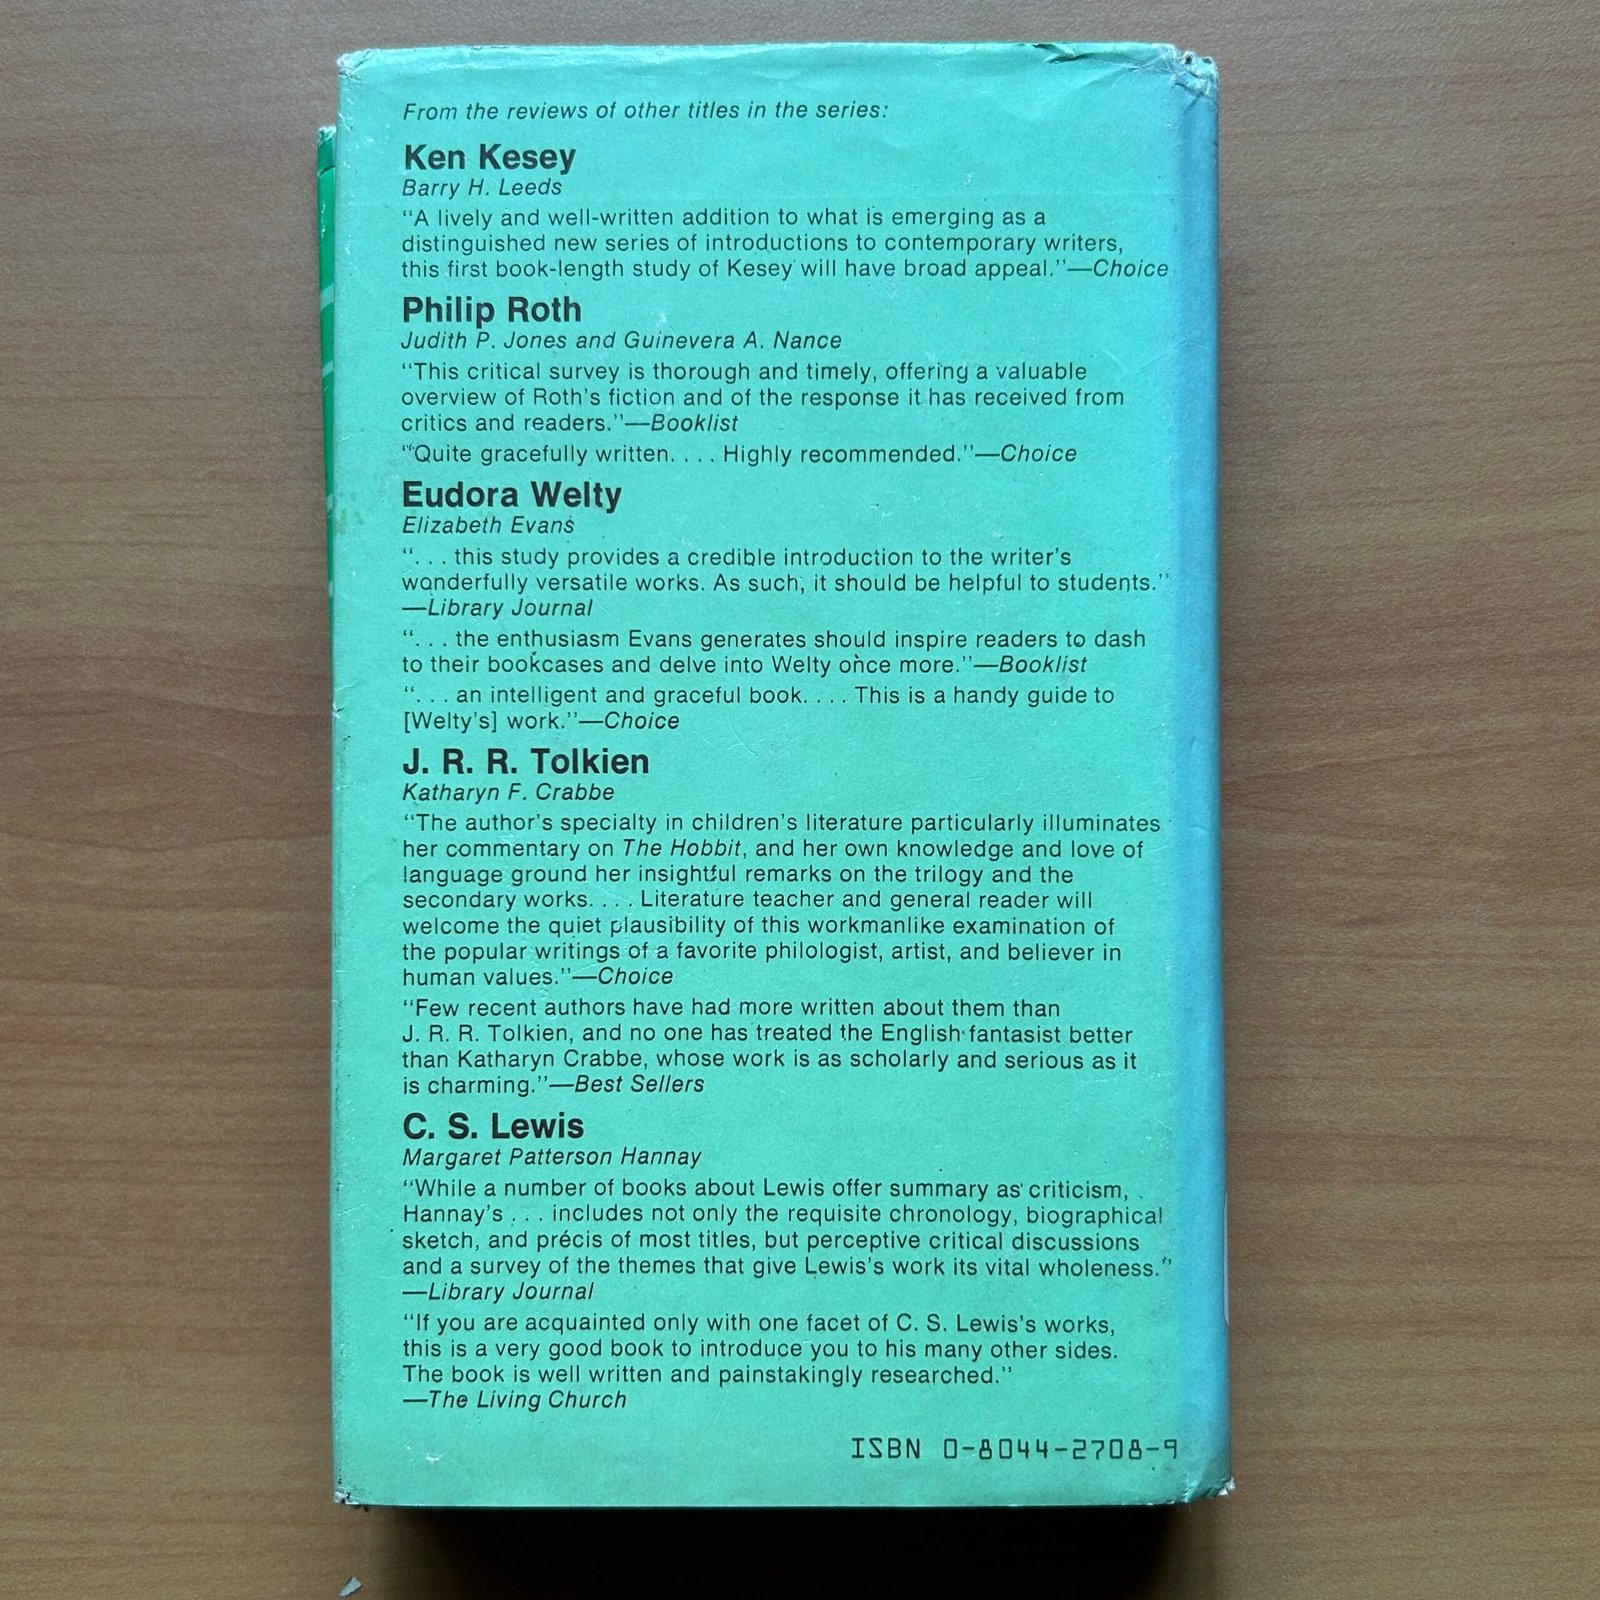 From the reviews of other titles in the series:
Ken Kesey
Barry H. Leeds
“A lively and well-written addition to what is emerging as a
distinguished new series of introductions to contemporary writers,
this first book-length study of Kesey will have broad appeal.”—Choice
Philip Roth
Judith P. Jones and Guinevera A. Nance
“This critical survey is thorough and timely, offering a valuable
overview of Roth’s fiction and of the response it has received from
critics and readers.”—Booklist
“Quite gracefully written. . . . Highly recommended.”—Choice
Eudora Welty
Elizabeth Evans
“. . . this study provides a credible introduction to the writer’s
wonderfully versatile works. As such, it should be helpful to students.”
—Library Journal
“. . . the enthusiasm Evans generates should inspire readers to dash
to their bookcases and delve into Welty once more.”—Booklist
“. . . an intelligent and graceful book. . . . This is a handy guide to
[Welty’s] work.”—Choice
J. R. R. Tolkien
Katharyn F. Crabbe
“The author’s specialty in children’s literature particularly illuminates
her commentary on The Hobbit, and her own knowledge and love of
language ground her insightful remarks on the trilogy and the
secondary works. . . . Literature teacher and general reader will
welcome the quiet plausibility of this workmanlike examination of
the popular writings of a favorite philologist, artist, and believer in
human values.”—Choice
“Few recent authors have had more written about them than
J. R. R. Tolkien, and no one has treated the English fantasist better
than Katharyn Crabbe, whose work is as scholarly and serious as it
is charming.”—Best Sellers
C. S. Lewis
Margaret Patterson Hannay
“While a number of books about Lewis offer summary as criticism,
Hannay’s . . . includes not only the requisite chronology, biographical
sketch, and précis of most titles, but perceptive critical discussions
and a survey of the themes that give Lewis’s work its vital wholeness.”
—Library Journal
“If you are acquainted only with one facet of C. S. Lewis’s works,
this is a very good book to introduce you to his many other sides.
The book is well written and painstakingly researched.”
—The Living Church
ISBN 0-8044-2708-9